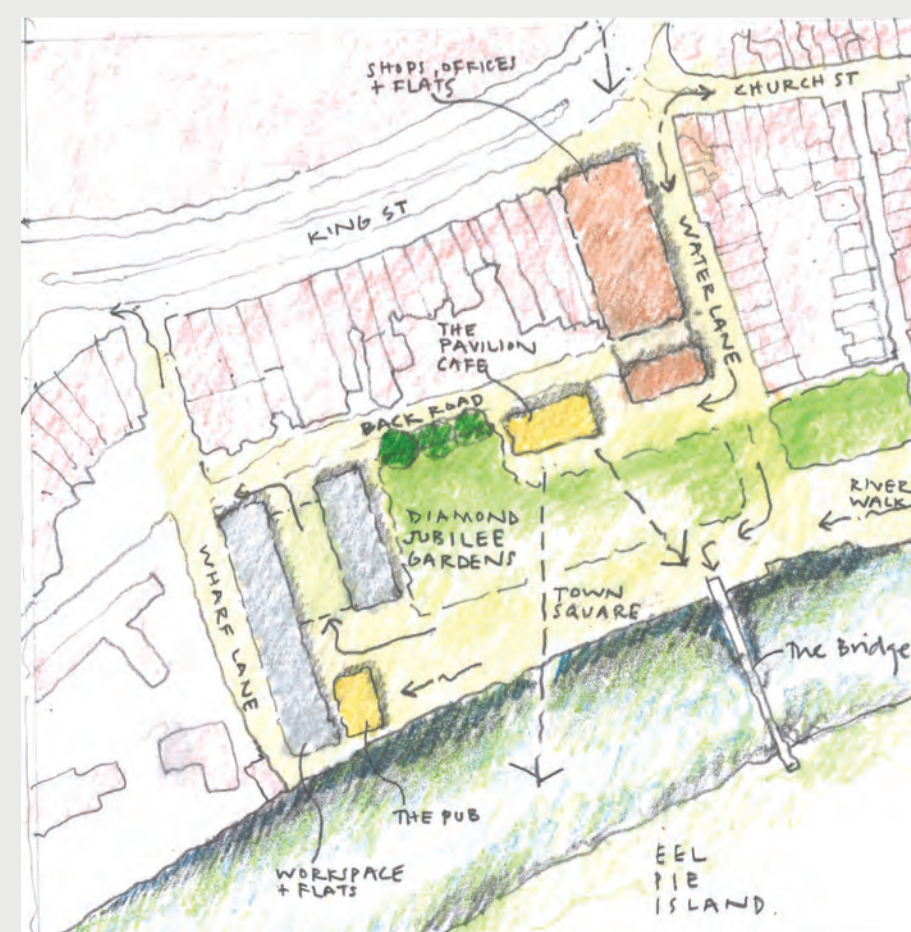 SHOPS, OFFICES
+ FLATS
CHURCH ST
KING ST
WATER LANE
THE
PAVILION
CAFE
BACK ROAD
RIVER
WALK
DIAMOND
JUBILEE
GARDENS
WHARF LANE
TOWN
SQUARE
The Bridge
THE PUB
WORKSPACE
+ FLATS
EEL
PIE
ISLAND.